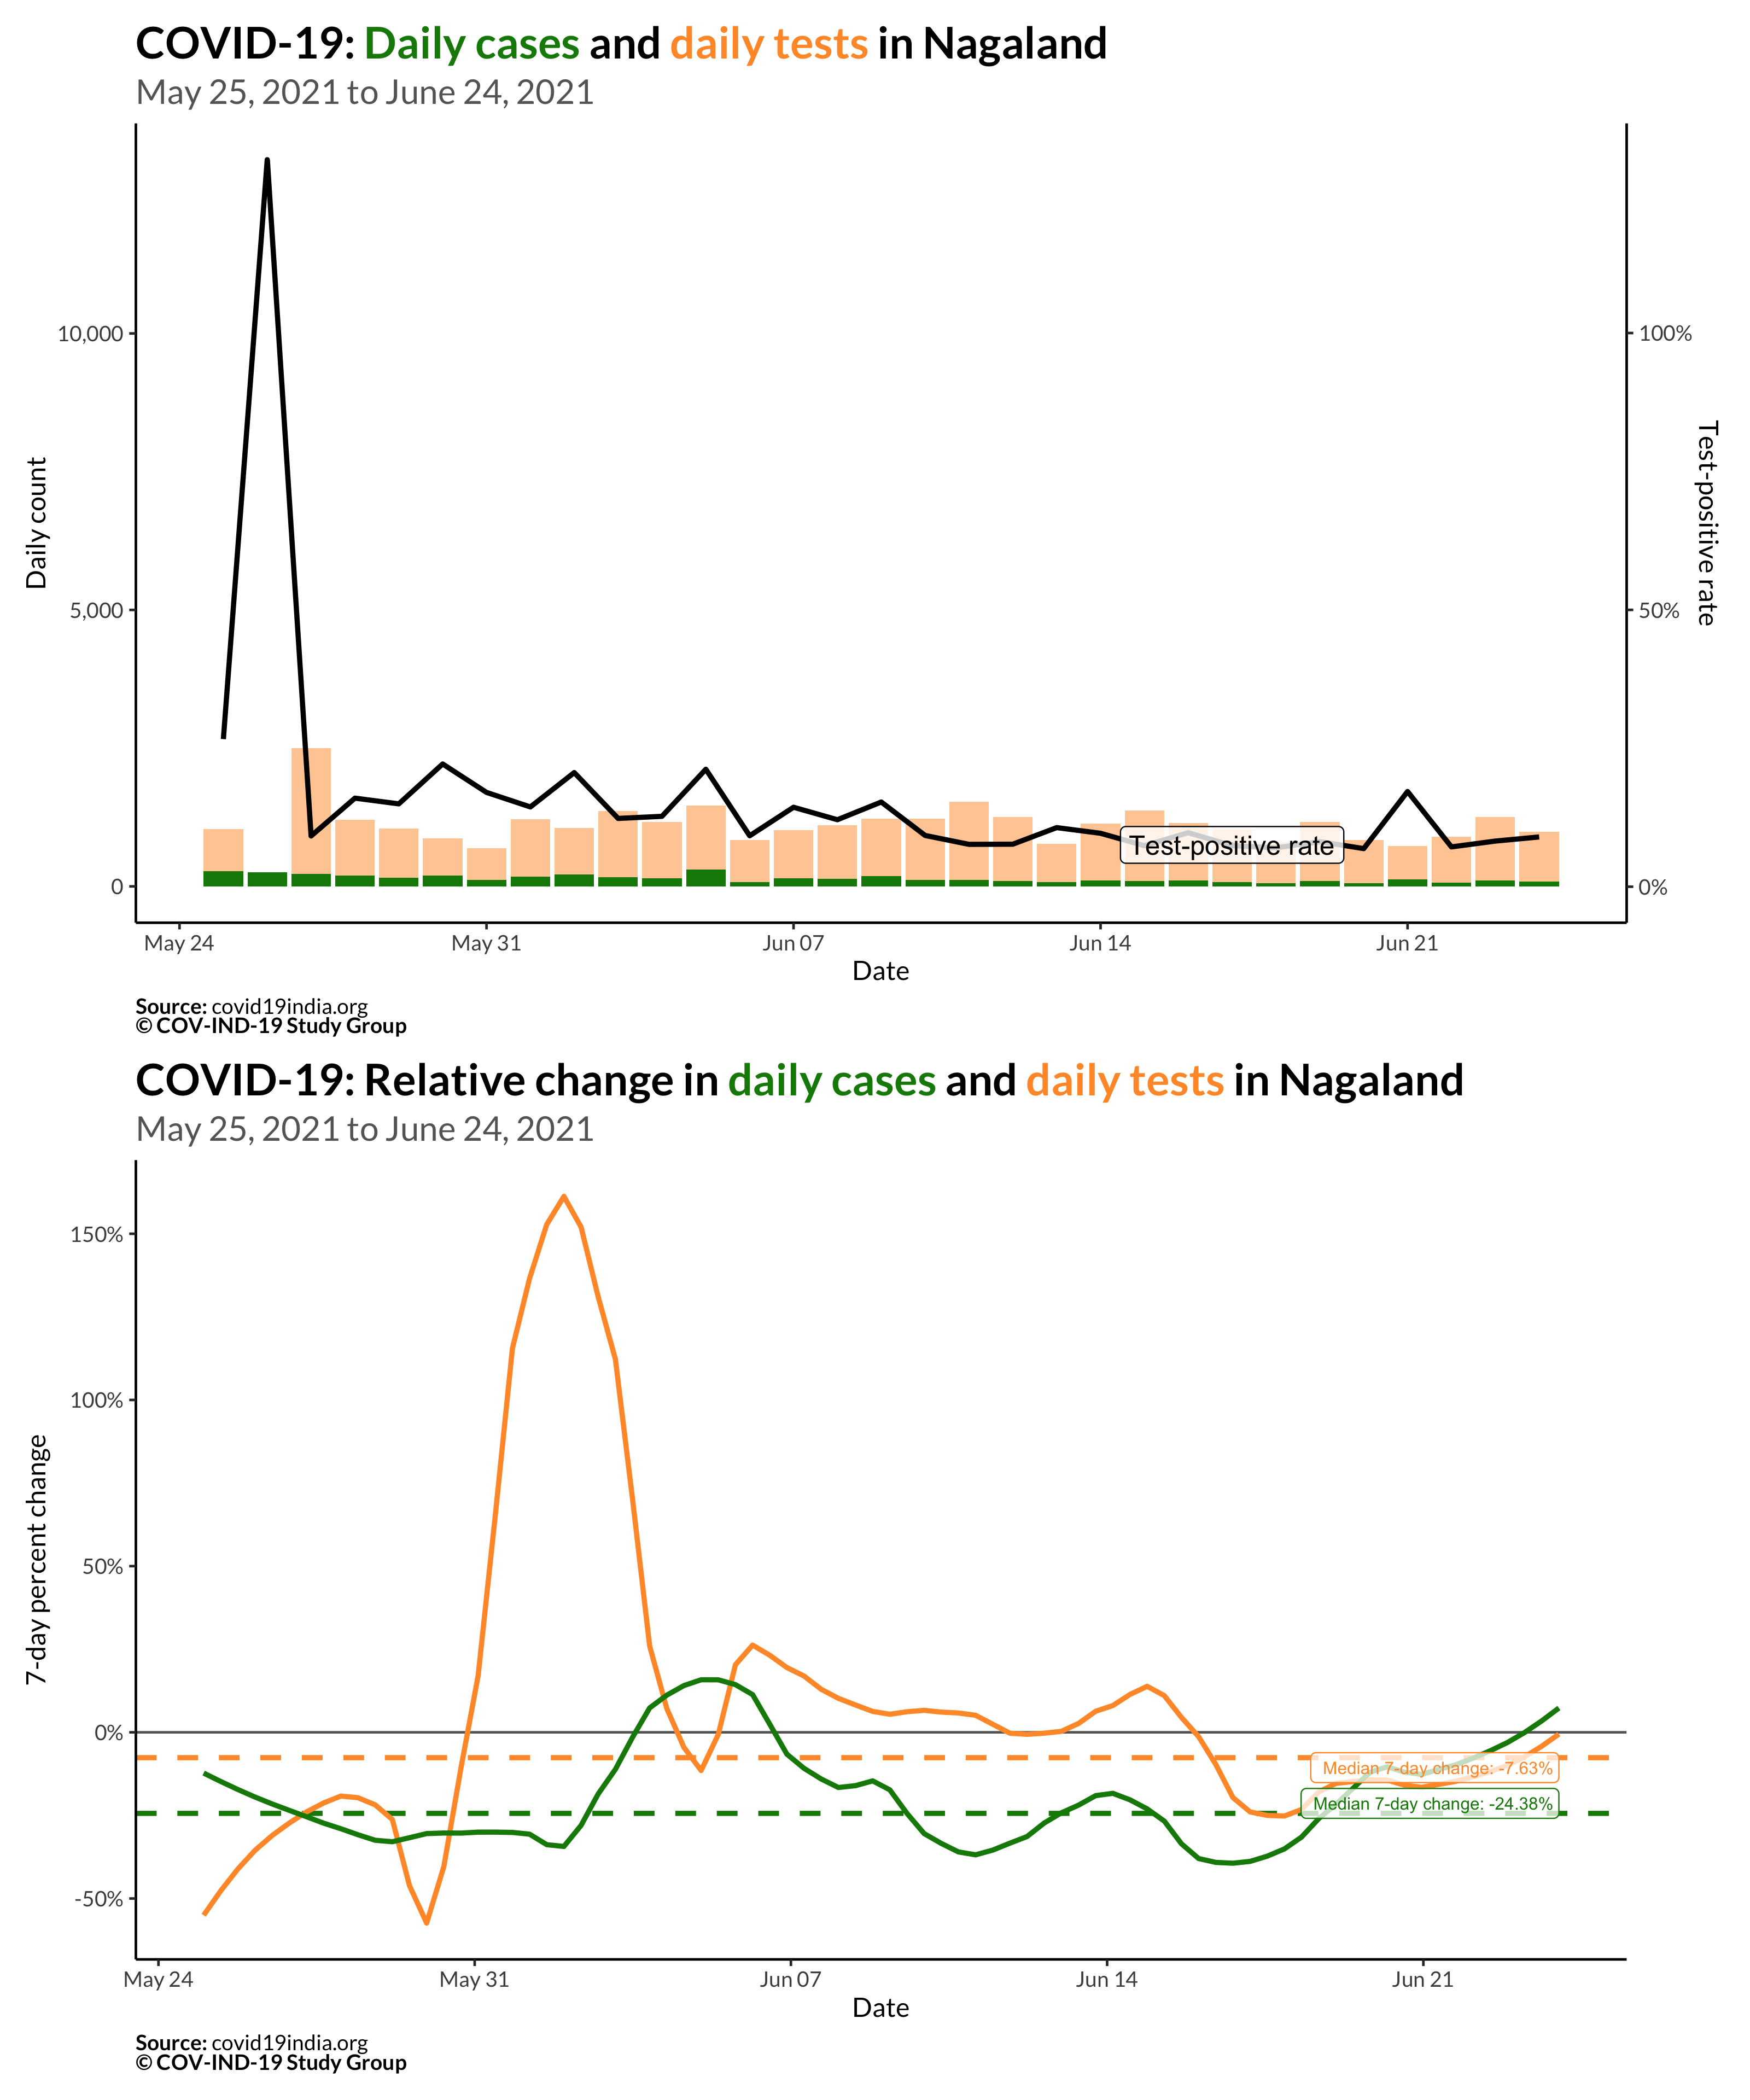 COVID-19: Daily cases and daily tests in Nagaland
May 25, 2021 to June 24, 2021
10,000
5,000
0
Daily count
100%
50%
0%
Test-positive rate
Test-positive rate
May 24
May 31
Jun 07
Jun 14
Jun 21
Date
Source: covid19india.org
© COV-IND-19 Study Group
COVID-19: Relative change in daily cases and daily tests in Nagaland
May 25, 2021 to June 24, 2021
150%
100%
50%
0%
-50%
7-day percent change
Median 7-day change: -7.63%
Median 7-day change: -24.38%
May 24
May 31
Jun 07
Jun 14
Jun 21
Date
Source: covid19india.org
© COV-IND-19 Study Group